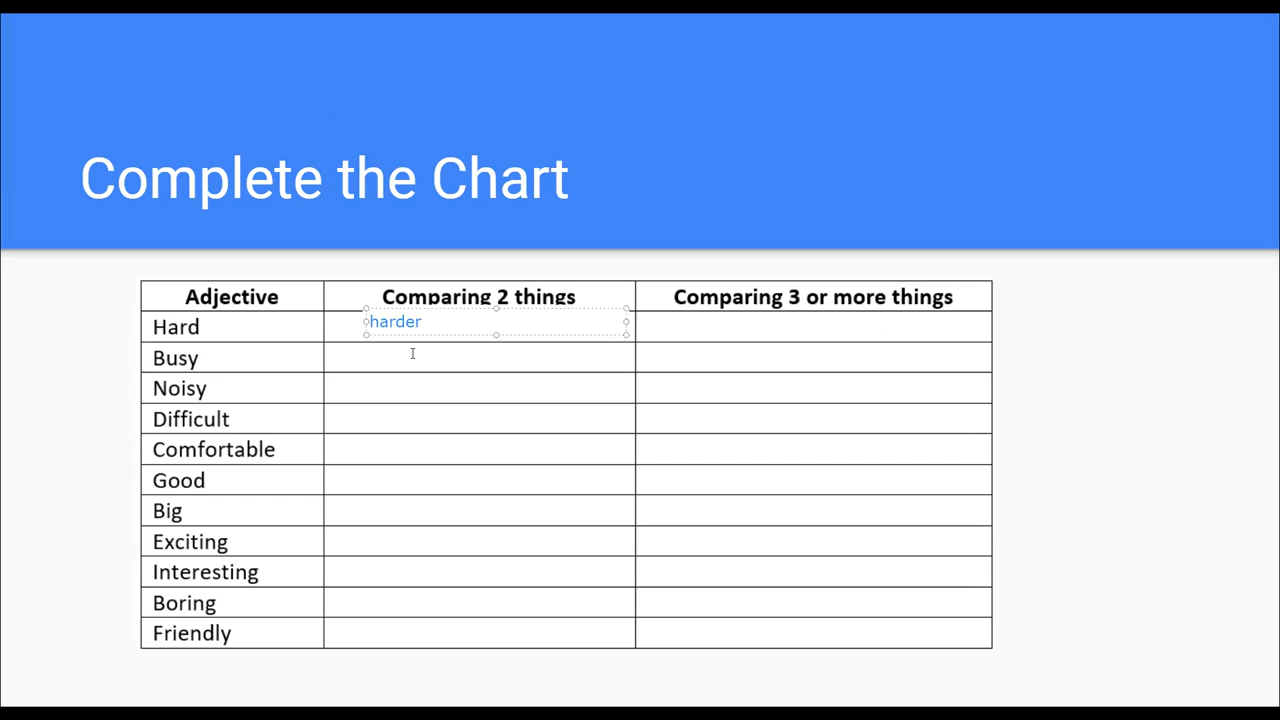 Complete the Chart
Adjective Comparing 2 things Comparing 3 or more things
Hard harder
Busy
Noisy
Difficult
Comfortable
Good
Big
Exciting
Interesting
Boring
Friendly